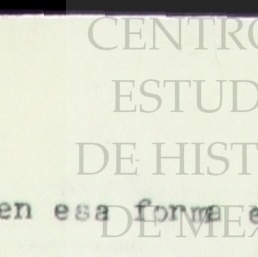 CENTRO
ESTUD
DE HIST
en esa forma e
DE MEX